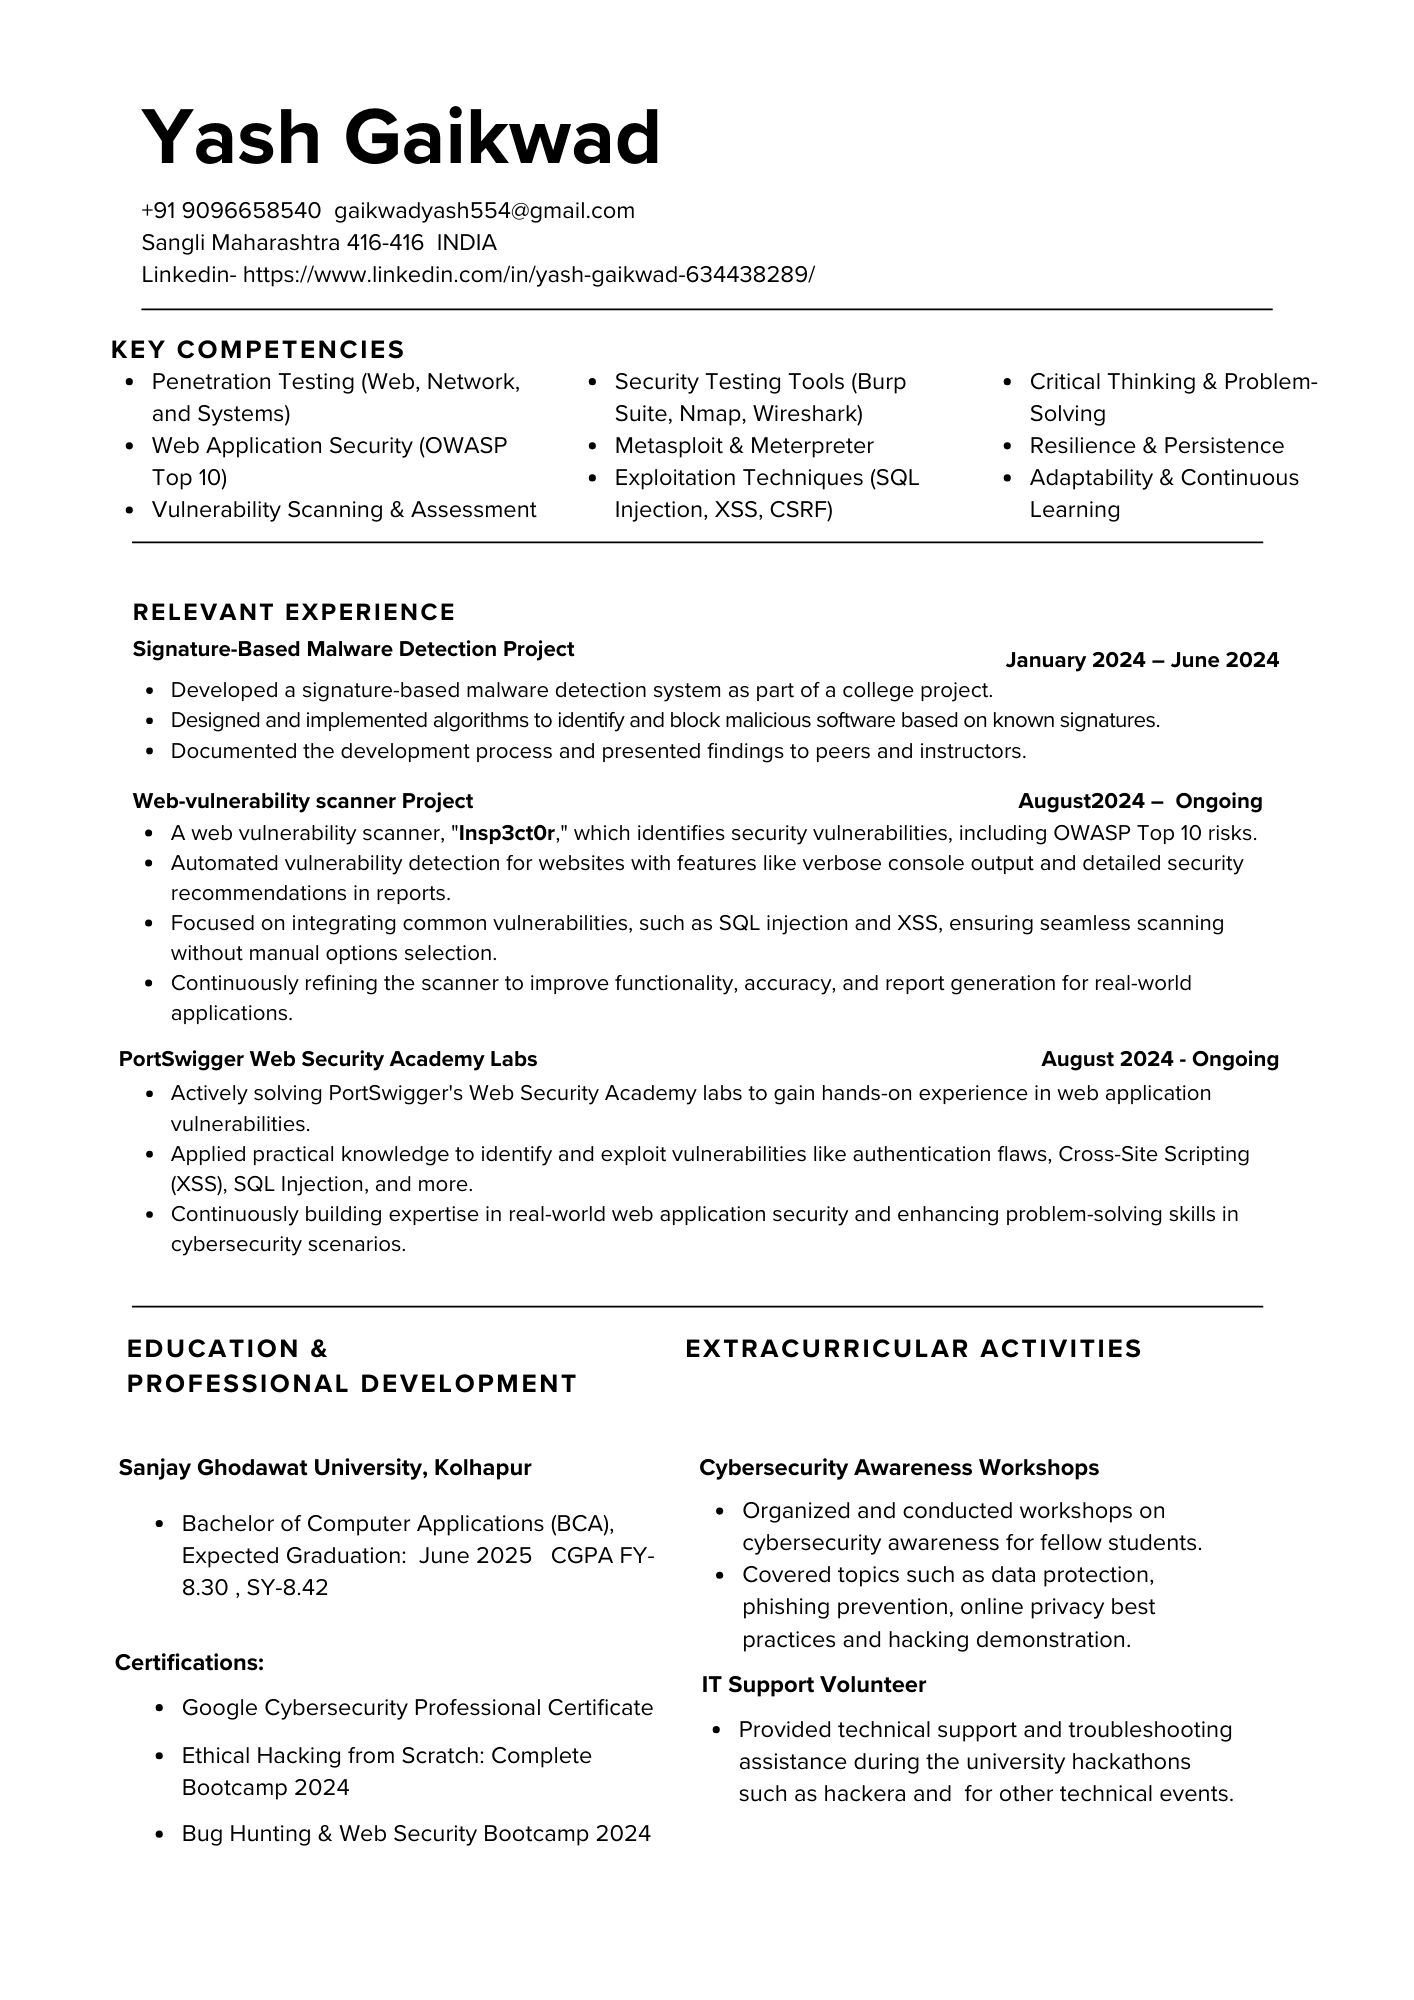 Yash Gaikwad
+91 9096658540  gaikwadyash554@gmail.com
Sangli Maharashtra 416-416  INDIA
Linkedin- https://www.linkedin.com/in/yash-gaikwad-634438289/
KEY COMPETENCIES
• Penetration Testing (Web, Network,
and Systems)
• Web Application Security (OWASP
Top 10)
• Vulnerability Scanning & Assessment
• Security Testing Tools (Burp
Suite, Nmap, Wireshark)
• Metasploit & Meterpreter
• Exploitation Techniques (SQL
Injection, XSS, CSRF)
• Critical Thinking & Problem-
Solving
• Resilience & Persistence
• Adaptability & Continuous
Learning
RELEVANT EXPERIENCE
Signature-Based Malware Detection Project
January 2024 – June 2024
• Developed a signature-based malware detection system as part of a college project.
• Designed and implemented algorithms to identify and block malicious software based on known signatures.
• Documented the development process and presented findings to peers and instructors.
Web-vulnerability scanner Project
August2024 –  Ongoing
• A web vulnerability scanner, "Insp3ct0r," which identifies security vulnerabilities, including OWASP Top 10 risks.
• Automated vulnerability detection for websites with features like verbose console output and detailed security
recommendations in reports.
• Focused on integrating common vulnerabilities, such as SQL injection and XSS, ensuring seamless scanning
without manual options selection.
• Continuously refining the scanner to improve functionality, accuracy, and report generation for real-world
applications.
PortSwigger Web Security Academy Labs
August 2024 - Ongoing
• Actively solving PortSwigger's Web Security Academy labs to gain hands-on experience in web application
vulnerabilities.
• Applied practical knowledge to identify and exploit vulnerabilities like authentication flaws, Cross-Site Scripting
(XSS), SQL Injection, and more.
• Continuously building expertise in real-world web application security and enhancing problem-solving skills in
cybersecurity scenarios.
EDUCATION &
PROFESSIONAL DEVELOPMENT
Sanjay Ghodawat University, Kolhapur
• Bachelor of Computer Applications (BCA),
Expected Graduation:  June 2025   CGPA FY-
8.30 , SY-8.42
Certifications:
• Google Cybersecurity Professional Certificate
• Ethical Hacking from Scratch: Complete
Bootcamp 2024
• Bug Hunting & Web Security Bootcamp 2024
EXTRACURRICULAR ACTIVITIES
Cybersecurity Awareness Workshops
• Organized and conducted workshops on
cybersecurity awareness for fellow students.
• Covered topics such as data protection,
phishing prevention, online privacy best
practices and hacking demonstration.
IT Support Volunteer
• Provided technical support and troubleshooting
assistance during the university hackathons
such as hackera and  for other technical events.